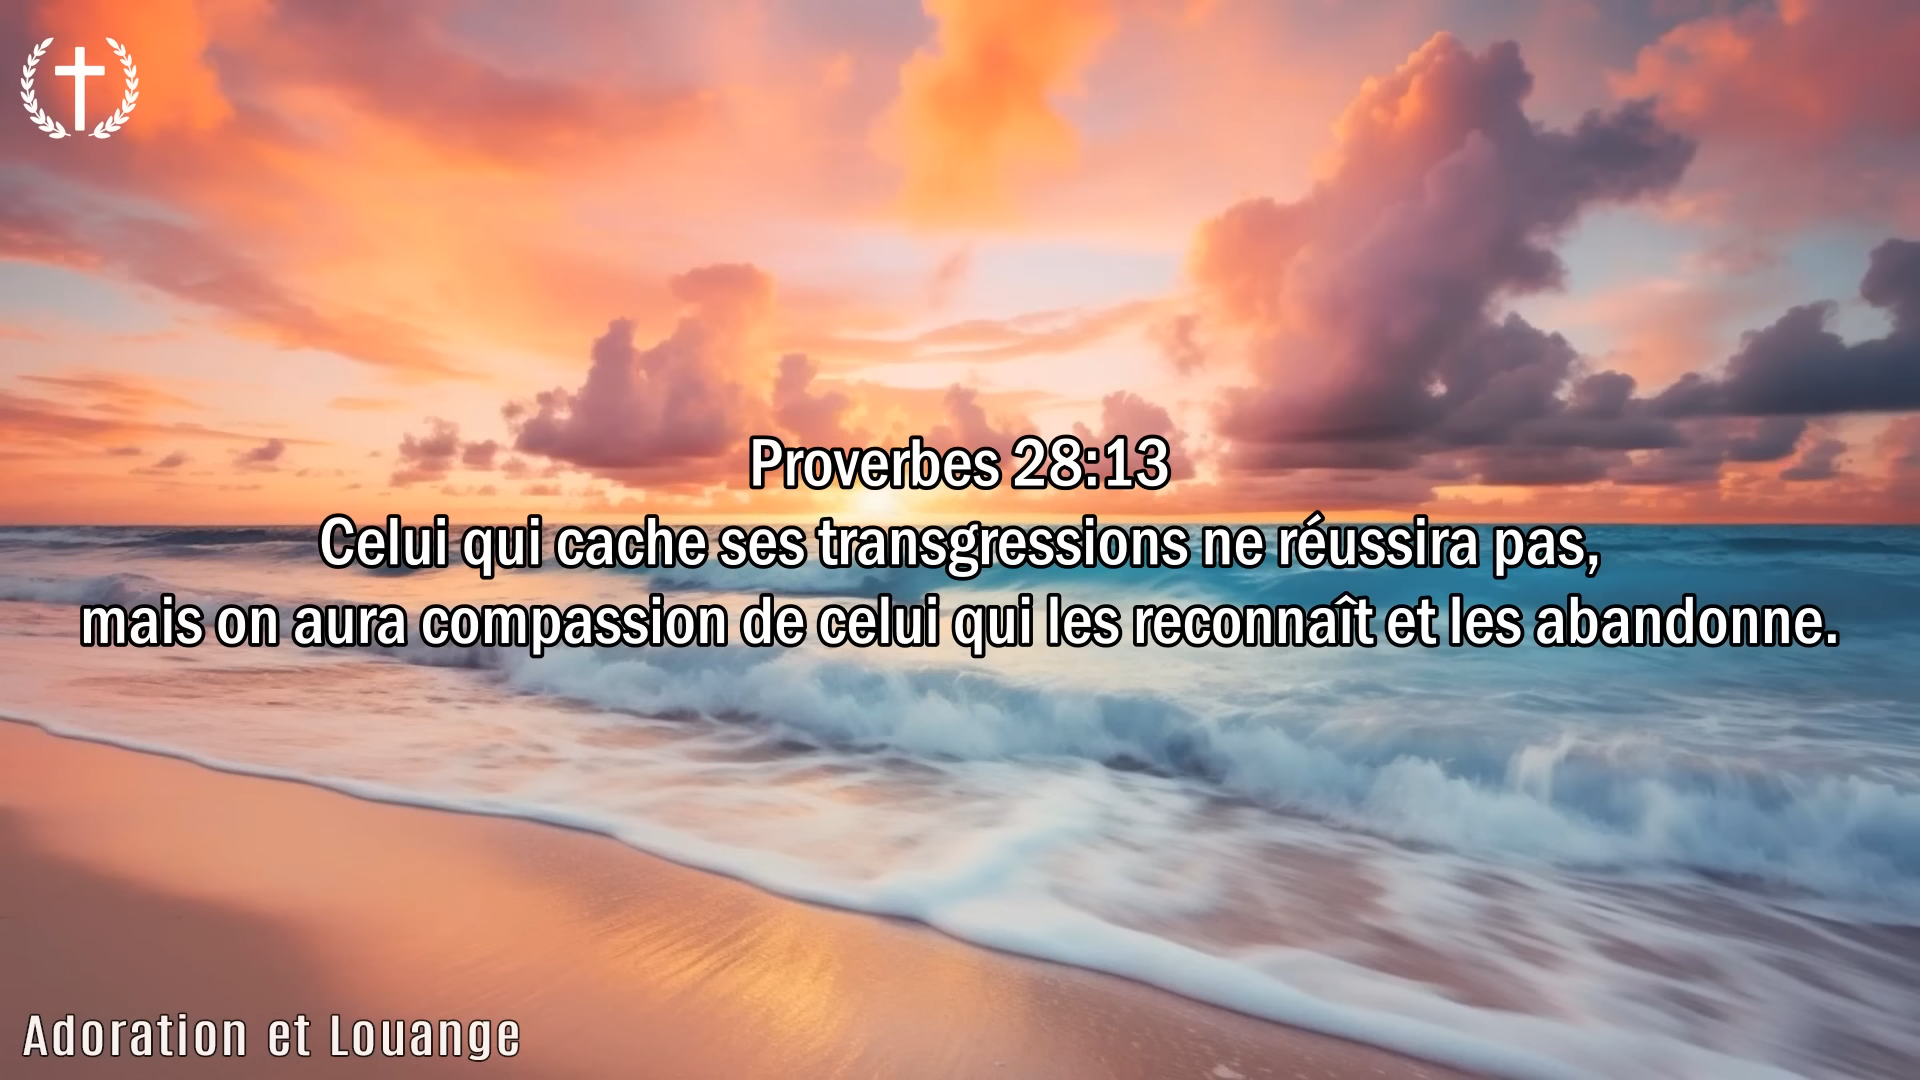 Proverbes 28:13
Celui qui cache ses transgressions ne réussira pas,
mais on aura compassion de celui qui les reconnaît et les abandonne.
Adoration et Louange